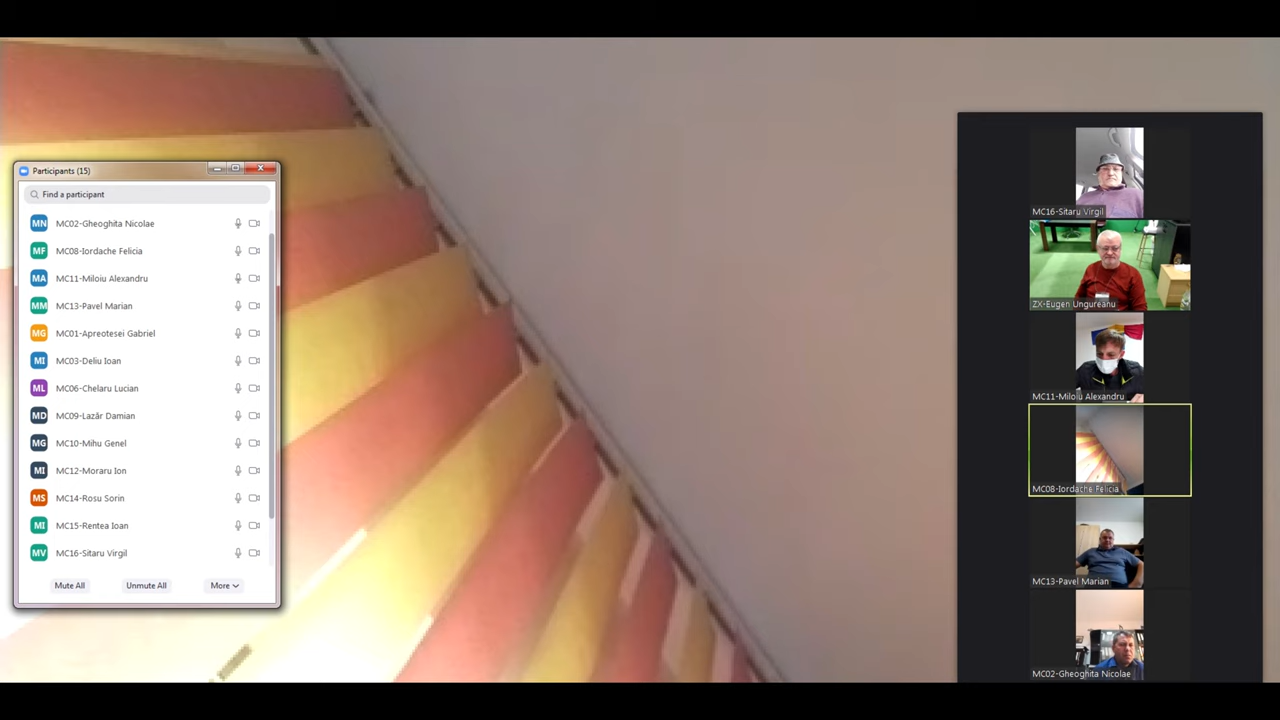 Participants (15)
Find a participant
MN MC02-Gheoghita Nicolae
MF MC08-Iordache Felicia
MA MC11-Miloiu Alexandru
MM MC13-Pavel Marian
MG MC01-Apreotesei Gabriel
MI MC03-Deliu Ioan
ML MC06-Chelaru Lucian
MD MC09-Lazăr Damian
MG MC10-Mihu Genel
MI MC12-Moraru Ion
MS MC14-Rosu Sorin
MI MC15-Rentea Ioan
MV MC16-Sitaru Virgil
Mute All Unmute All More
MC16-Sitaru Virgil
ZX-Eugen Ungureanu
MC11-Miloiu Alexandru
MC08-Iordache Felicia
MC13-Pavel Marian
MC02-Gheoghita Nicolae